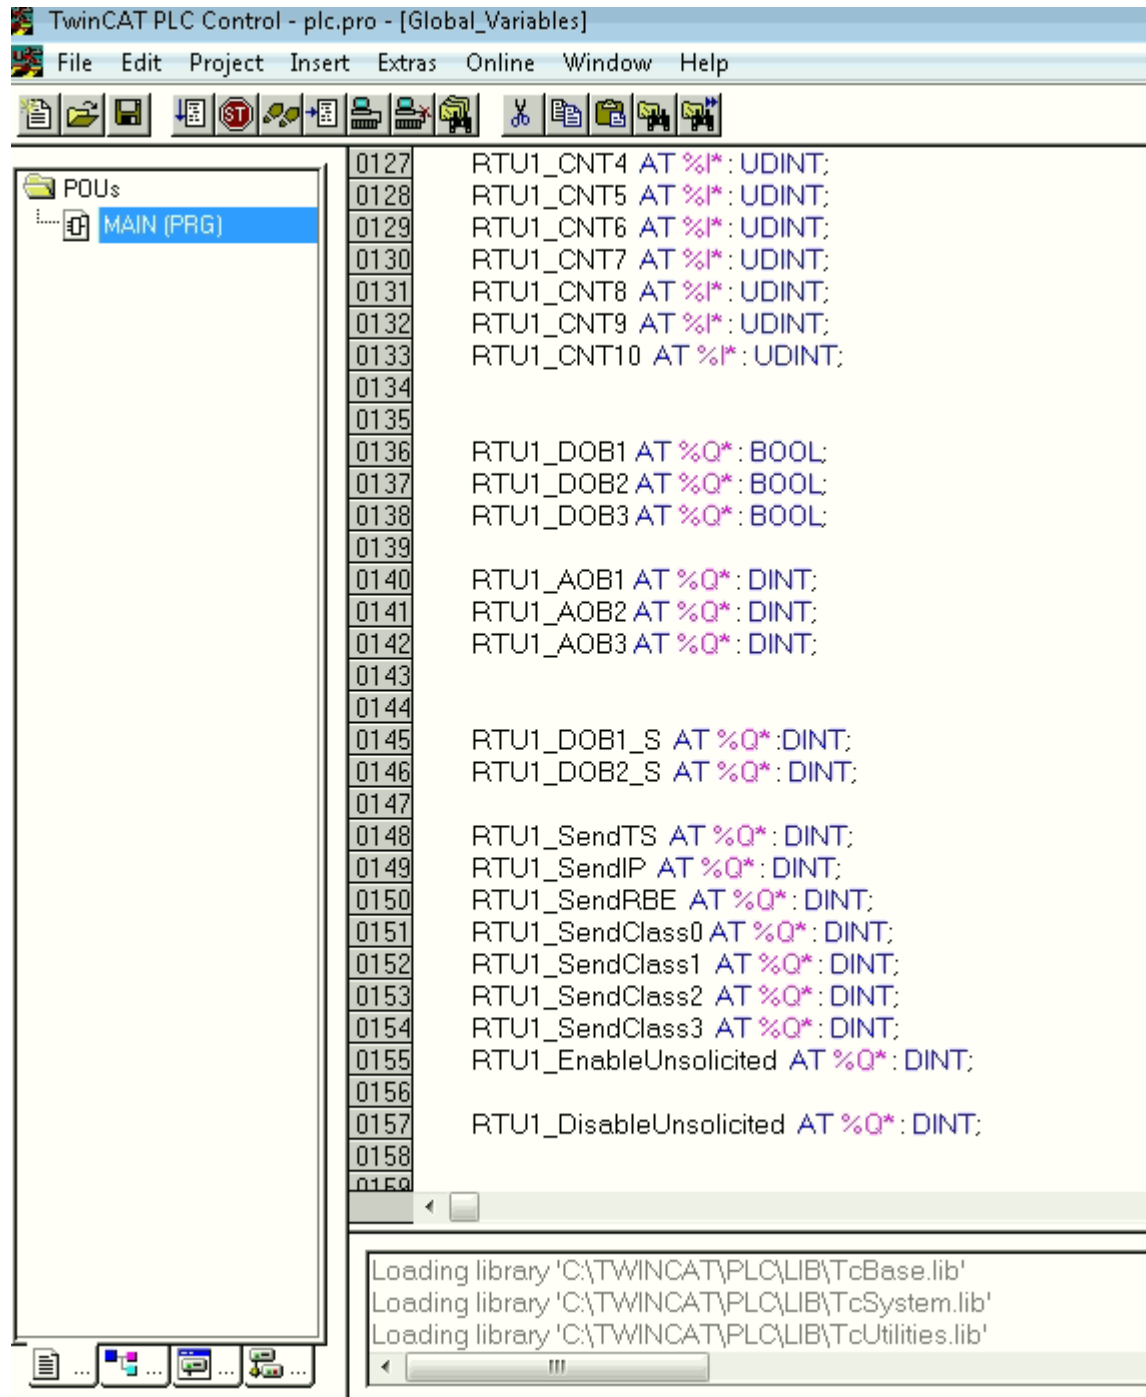 TwinCAT PLC Control - plc.pro - [Global_Variables]
File Edit Project Insert Extras Online Window Help
POUs
MAIN (PRG)
0127 RTU1_CNT4 AT %I* : UDINT;
0128 RTU1_CNT5 AT %I* : UDINT;
0129 RTU1_CNT6 AT %I* : UDINT;
0130 RTU1_CNT7 AT %I* : UDINT;
0131 RTU1_CNT8 AT %I* : UDINT;
0132 RTU1_CNT9 AT %I* : UDINT;
0133 RTU1_CNT10 AT %I* : UDINT;
0134
0135
0136 RTU1_DOB1 AT %Q* : BOOL;
0137 RTU1_DOB2 AT %Q* : BOOL;
0138 RTU1_DOB3 AT %Q* : BOOL;
0139
0140 RTU1_AOB1 AT %Q* : DINT;
0141 RTU1_AOB2 AT %Q* : DINT;
0142 RTU1_AOB3 AT %Q* : DINT;
0143
0144
0145 RTU1_DOB1_S AT %Q* :DINT;
0146 RTU1_DOB2_S AT %Q* : DINT;
0147
0148 RTU1_SendTS AT %Q* : DINT;
0149 RTU1_SendIP AT %Q* : DINT;
0150 RTU1_SendRBE AT %Q* : DINT;
0151 RTU1_SendClass0 AT %Q* : DINT;
0152 RTU1_SendClass1 AT %Q* : DINT;
0153 RTU1_SendClass2 AT %Q* : DINT;
0154 RTU1_SendClass3 AT %Q* : DINT;
0155 RTU1_EnableUnsolicited AT %Q* : DINT;
0156
0157 RTU1_DisableUnsolicited AT %Q* : DINT;
0158
0159
Loading library 'C:\TWINCAT\PLC\LIB\TcBase.lib'
Loading library 'C:\TWINCAT\PLC\LIB\TcSystem.lib'
Loading library 'C:\TWINCAT\PLC\LIB\TcUtilities.lib'
... ... ... ...